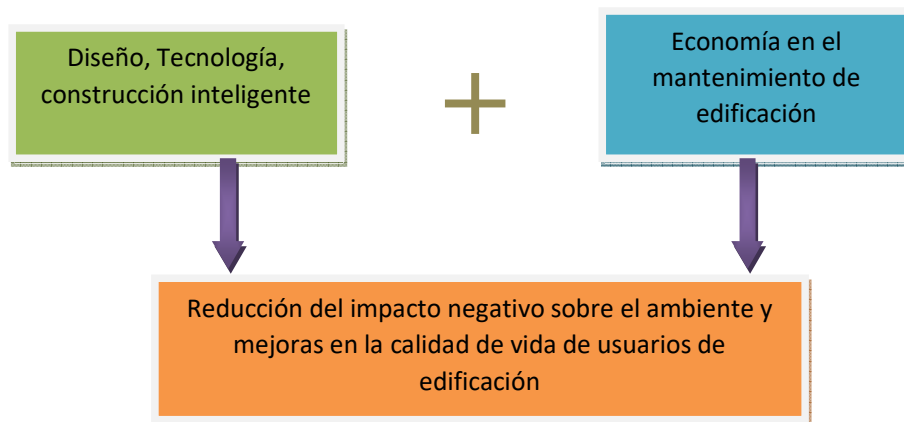 Diseño, Tecnología,
construcción inteligente
Economía en el
mantenimiento de
edificación
Reducción del impacto negativo sobre el ambiente y
mejoras en la calidad de vida de usuarios de
edificación